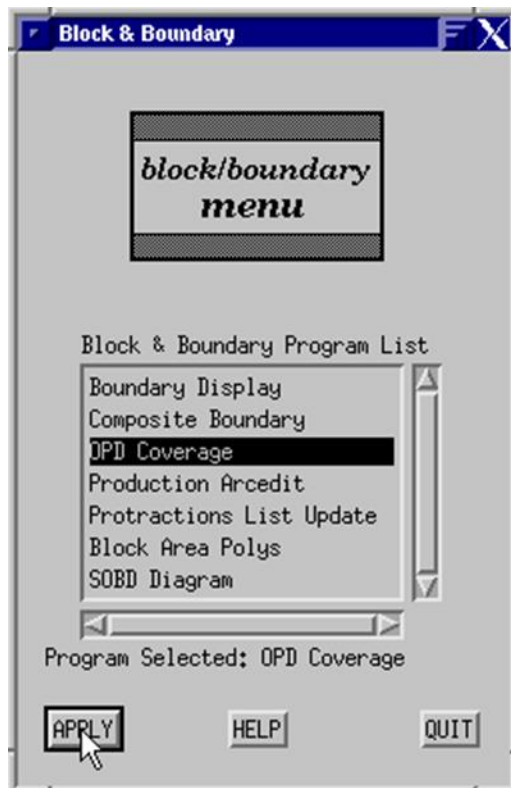 Block & Boundary
block/boundary
menu
Block & Boundary Program List
Boundary Display
Composite Boundary
OPD Coverage
Production Arcedit
Protractions List Update
Block Area Polys
SOBD Diagram
Program Selected: OPD Coverage
APPLY HELP QUIT